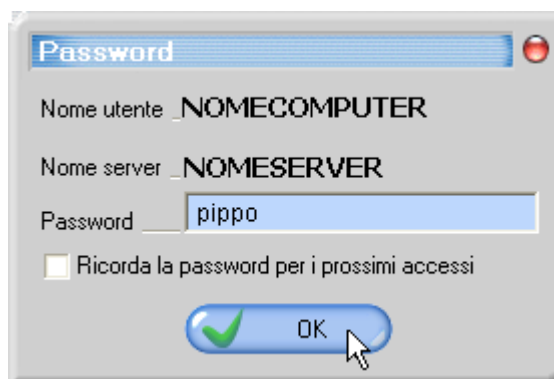 Password
Nome utente _NOMECOMPUTER
Nome server _NOMESERVER
Password ___ pippo
Ricorda la password per i prossimi accessi
OK